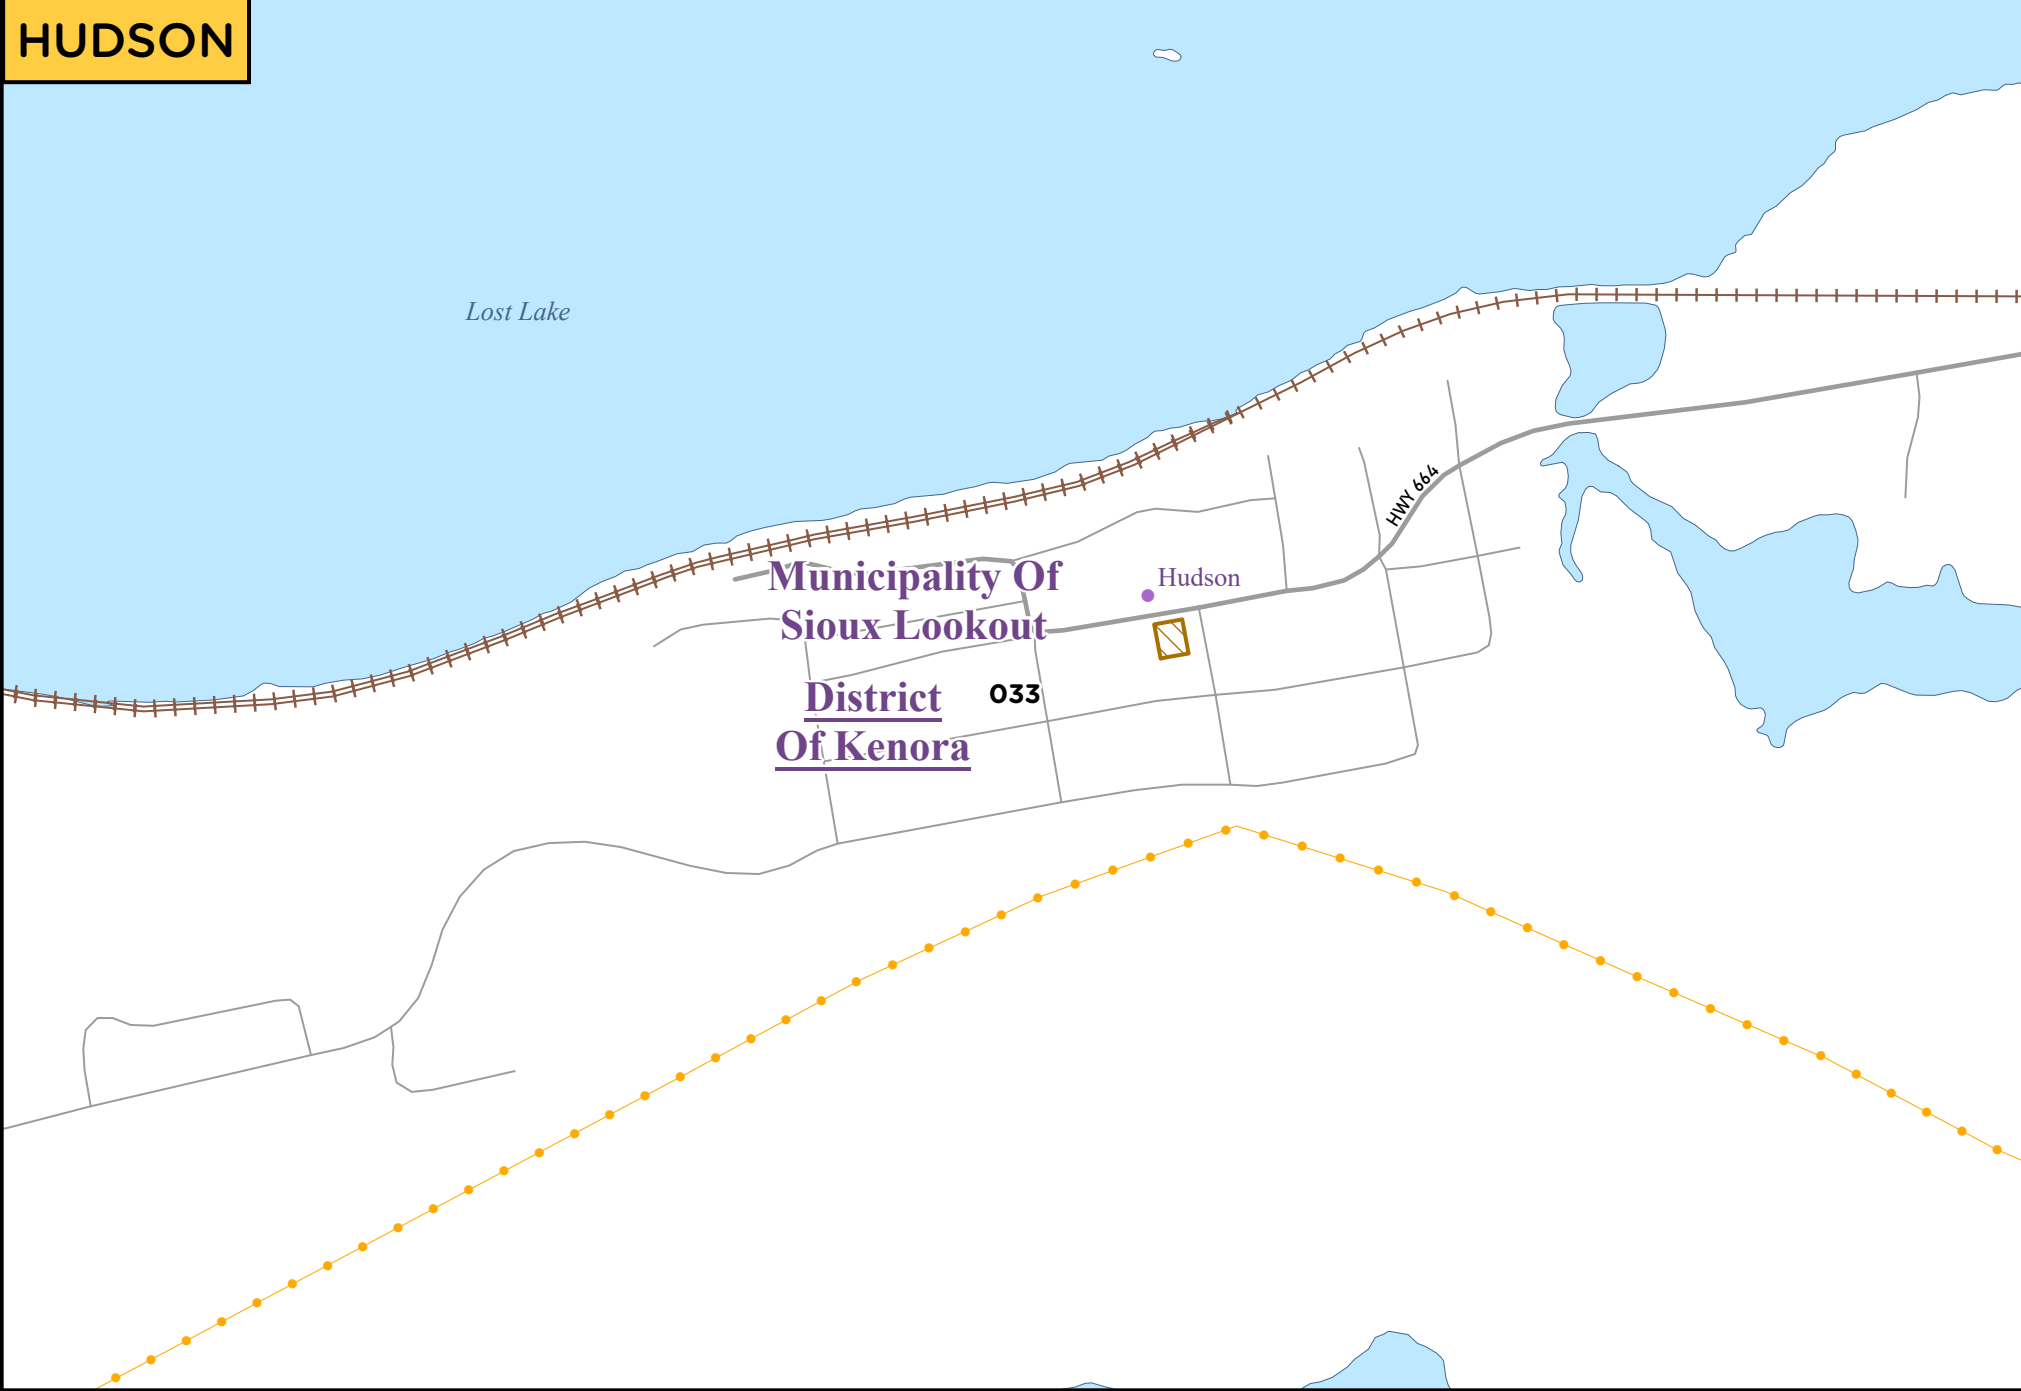 HUDSON
Lost Lake
HWY 664
Hudson
Municipality Of
Sioux Lookout
District
Of Kenora
033